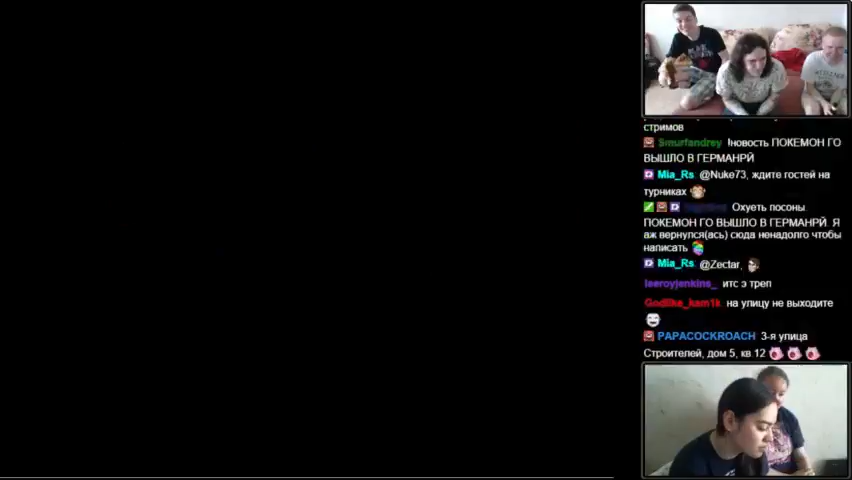 стримов
Smurfandrey !новость ПОКЕМОН ГО
ВЫШЛО В ГЕРМАНРЙ
Mia_Rs @Nuke73, ждите гостей на
турниках
Охуеть посоны.
ПОКЕМОН ГО ВЫШЛО В ГЕРМАНРЙ. Я
аж вернулся(ась) сюда ненадолго чтобы
написать
Mia_Rs @Zectar,
leeroyjenkins_ итс э треп
Godlike_kam1k на улицу не выходите
PAPACOCKROACH 3-я улица
Строителей, дом 5, кв.12